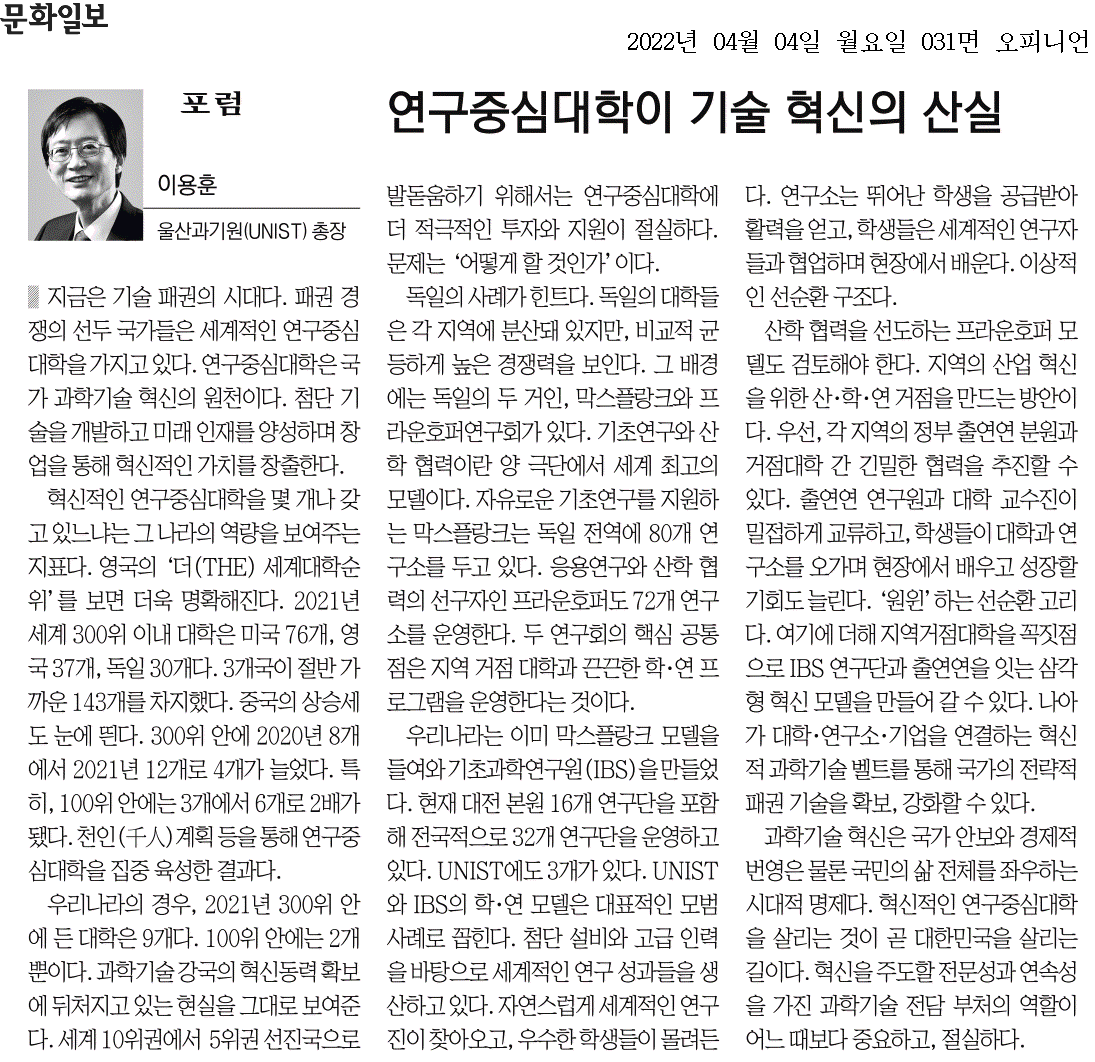 문화일보
2022년 04월 04일 월요일 031면 오피니언
포럼
연구중심대학이 기술 혁신의 산실
이용훈
울산과기원(UNIST) 총장
지금은 기술 패권의 시대다. 패권 경
쟁의 선두 국가들은 세계적인 연구중심
대학을 가지고 있다. 연구중심대학은 국
가 과학기술 혁신의 원천이다. 첨단 기
술을 개발하고 미래 인재를 양성하며 창
업을 통해 혁신적인 가치를 창출한다.
혁신적인 연구중심대학을 몇 개나 갖
고 있느냐는 그 나라의 역량을 보여주는
지표다. 영국의 ‘더(THE) 세계대학순
위’를 보면 더욱 명확해진다. 2021년
세계 300위 이내 대학은 미국 76개, 영
국 37개, 독일 30개다. 3개국이 절반 가
까운 143개를 차지했다. 중국의 상승세
도 눈에 띈다. 300위 안에 2020년 8개
에서 2021년 12개로 4개가 늘었다. 특
히, 100위 안에는 3개에서 6개로 2배가
됐다. 천인(千人)계획 등을 통해 연구중
심대학을 집중 육성한 결과다.
우리나라의 경우, 2021년 300위 안
에 든 대학은 9개다. 100위 안에는 2개
뿐이다. 과학기술 강국의 혁신동력 확보
에 뒤처지고 있는 현실을 그대로 보여준
다. 세계 10위권에서 5위권 선진국으로
발돋움하기 위해서는 연구중심대학에
더 적극적인 투자와 지원이 절실하다.
문제는 ‘어떻게 할 것인가’이다.
독일의 사례가 힌트다. 독일의 대학들
은 각 지역에 분산돼 있지만, 비교적 균
등하게 높은 경쟁력을 보인다. 그 배경
에는 독일의 두 거인, 막스플랑크와 프
라운호퍼연구회가 있다. 기초연구와 산
학 협력이란 양 극단에서 세계 최고의
모델이다. 자유로운 기초연구를 지원하
는 막스플랑크는 독일 전역에 80개 연
구소를 두고 있다. 응용연구와 산학 협
력의 선구자인 프라운호퍼도 72개 연구
소를 운영한다. 두 연구회의 핵심 공통
점은 지역 거점 대학과 끈끈한 학·연 프
로그램을 운영한다는 것이다.
우리나라는 이미 막스플랑크 모델을
들여와 기초과학연구원(IBS)을 만들었
다. 현재 대전 본원 16개 연구단을 포함
해 전국적으로 32개 연구단을 운영하고
있다. UNIST에도 3개가 있다. UNIST
와 IBS의 학·연 모델은 대표적인 모범
사례로 꼽힌다. 첨단 설비와 고급 인력
을 바탕으로 세계적인 연구 성과들을 생
산하고 있다. 자연스럽게 세계적인 연구
진이 찾아오고, 우수한 학생들이 몰려든
다. 연구소는 뛰어난 학생을 공급받아
활력을 얻고, 학생들은 세계적인 연구자
들과 협업하며 현장에서 배운다. 이상적
인 선순환 구조다.
산학 협력을 선도하는 프라운호퍼 모
델도 검토해야 한다. 지역의 산업 혁신
을 위한 산·학·연 거점을 만드는 방안이
다. 우선, 각 지역의 정부 출연연 분원과
거점대학 간 긴밀한 협력을 추진할 수
있다. 출연연 연구원과 대학 교수진이
밀접하게 교류하고, 학생들이 대학과 연
구소를 오가며 현장에서 배우고 성장할
기회도 늘린다. ‘윈윈’하는 선순환 고리
다. 여기에 더해 지역거점대학을 꼭짓점
으로 IBS 연구단과 출연연을 잇는 삼각
형 혁신 모델을 만들어 갈 수 있다. 나아
가 대학·연구소·기업을 연결하는 혁신
적 과학기술 벨트를 통해 국가의 전략적
패권 기술을 확보, 강화할 수 있다.
과학기술 혁신은 국가 안보와 경제적
번영은 물론 국민의 삶 전체를 좌우하는
시대적 명제다. 혁신적인 연구중심대학
을 살리는 것이 곧 대한민국을 살리는
길이다. 혁신을 주도할 전문성과 연속성
을 가진 과학기술 전담 부처의 역할이
어느 때보다 중요하고, 절실하다.